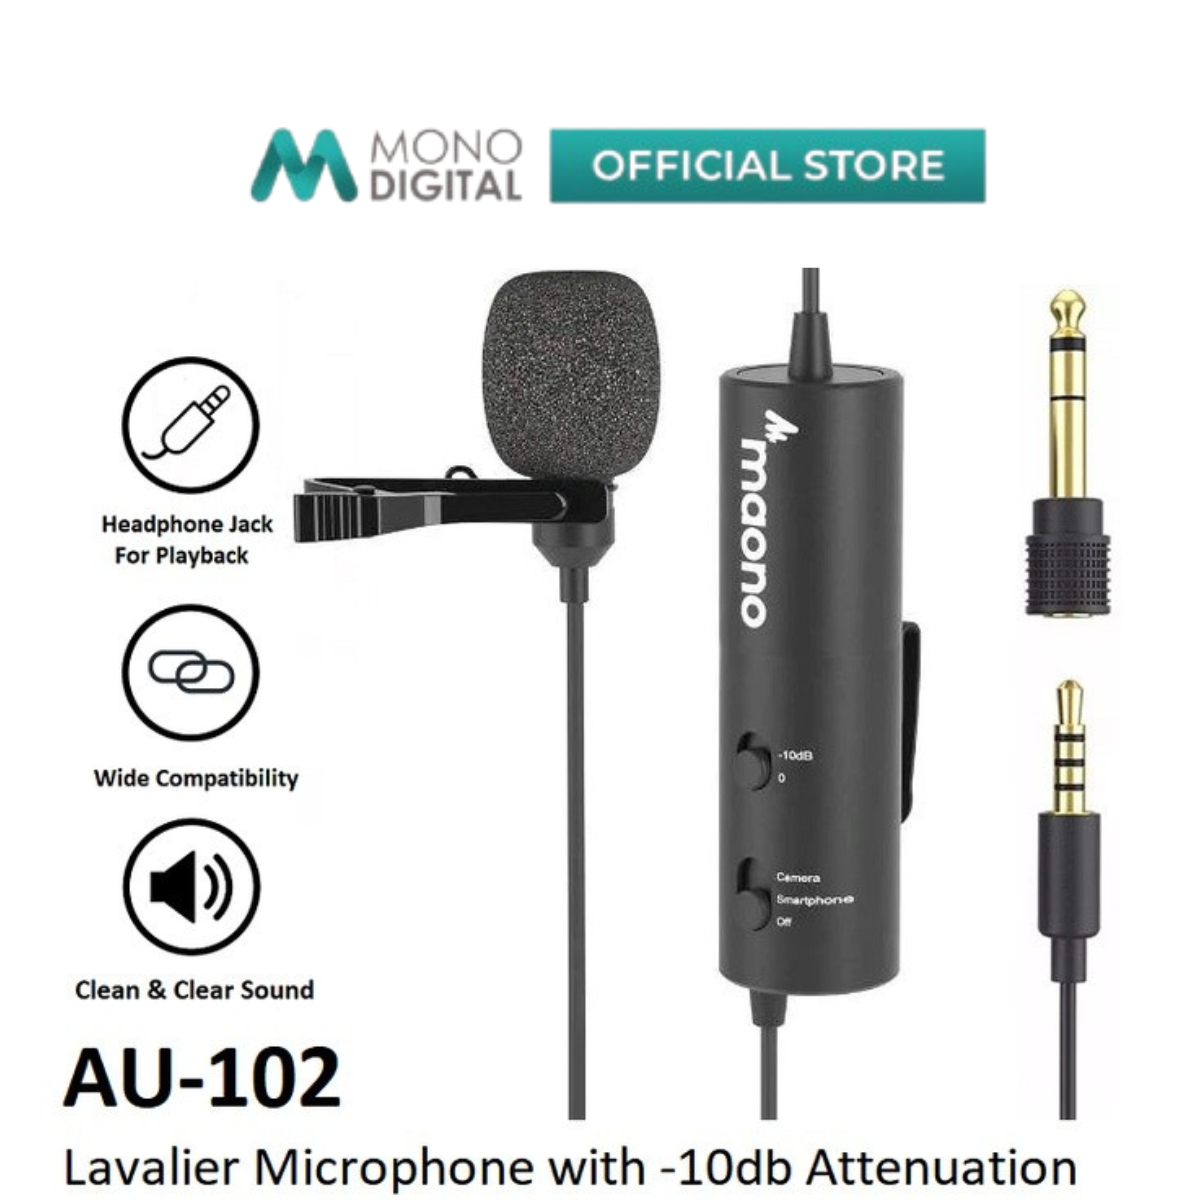 MONO
DIGITAL
OFFICIAL STORE
maono
-10dB
0
Camera
Smartphone
Off
Headphone Jack
For Playback
Wide Compatibility
Clean & Clear Sound
AU-102
Lavalier Microphone with -10db Attenuation